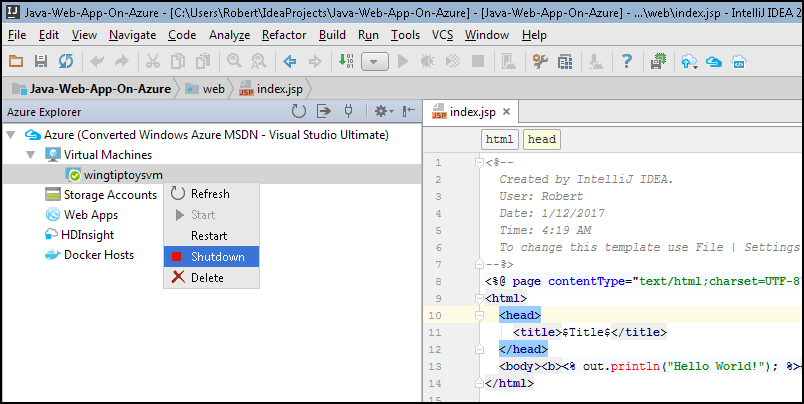 Java-Web-App-On-Azure - [C:\Users\Robert\IdeaProjects\Java-Web-App-On-Azure] - [Java-Web-App-On-Azure] - ...\web\index.jsp - IntelliJ IDEA 2
File Edit View Navigate Code Analyze Refactor Build Run Tools VCS Window Help
Java-Web-App-On-Azure web index.jsp
Azure Explorer
Azure (Converted Windows Azure MSDN - Visual Studio Ultimate)
Virtual Machines
wingtiptoysvm
Storage Accounts
Web Apps
HDInsight
Docker Hosts
Refresh
Start
Restart
Shutdown
Delete
index.jsp
html head
1 <%--
2 Created by IntelliJ IDEA.
3 User: Robert
4 Date: 1/12/2017
5 Time: 4:19 AM
6 To change this template use File | Settings
7 --%>
8 <%@ page contentType="text/html;charset=UTF-8
9 <html>
10 <head>
11 <title>$Title$</title>
12 </head>
13 <body><b><% out.println("Hello World!"); %><
14 </html>